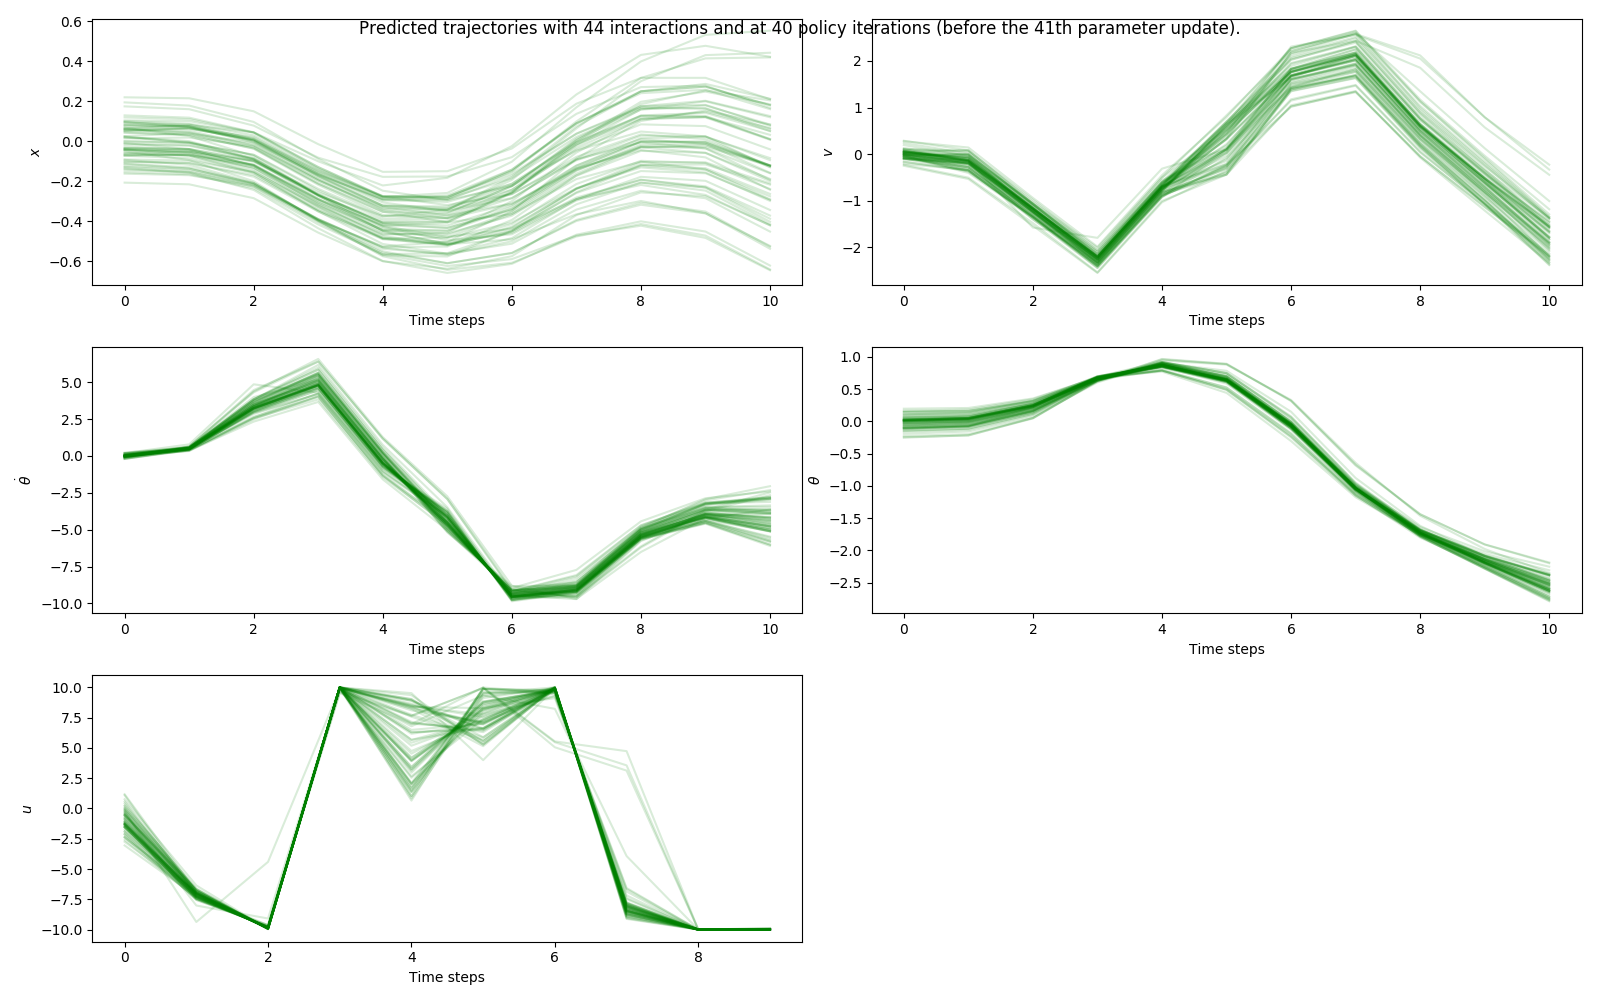 Predicted trajectories with 44 interactions and at 40 policy iterations (before the 41th parameter update).
0.6
0.4
0.2
0.0
−0.2
−0.4
−0.6
x
0 2 4 6 8 10
Time steps
2
1
0
−1
−2
v
0 2 4 6 8 10
Time steps
5.0
2.5
0.0
−2.5
−5.0
−7.5
−10.0
θ̇
0 2 4 6 8 10
Time steps
1.0
0.5
0.0
−0.5
−1.0
−1.5
−2.0
−2.5
θ
0 2 4 6 8 10
Time steps
10.0
7.5
5.0
2.5
0.0
−2.5
−5.0
−7.5
−10.0
u
0 2 4 6 8
Time steps